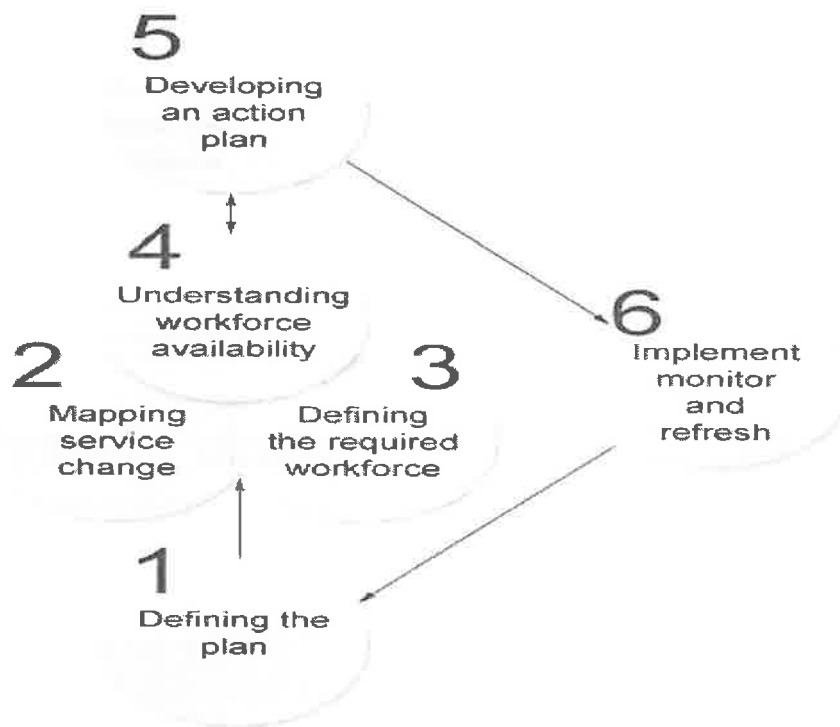 5
Developing
an action
plan
4
Understanding
workforce
availability
2
Mapping
service
change
3
Defining
the required
workforce
6
Implement
monitor
and
refresh
1
Defining the
plan